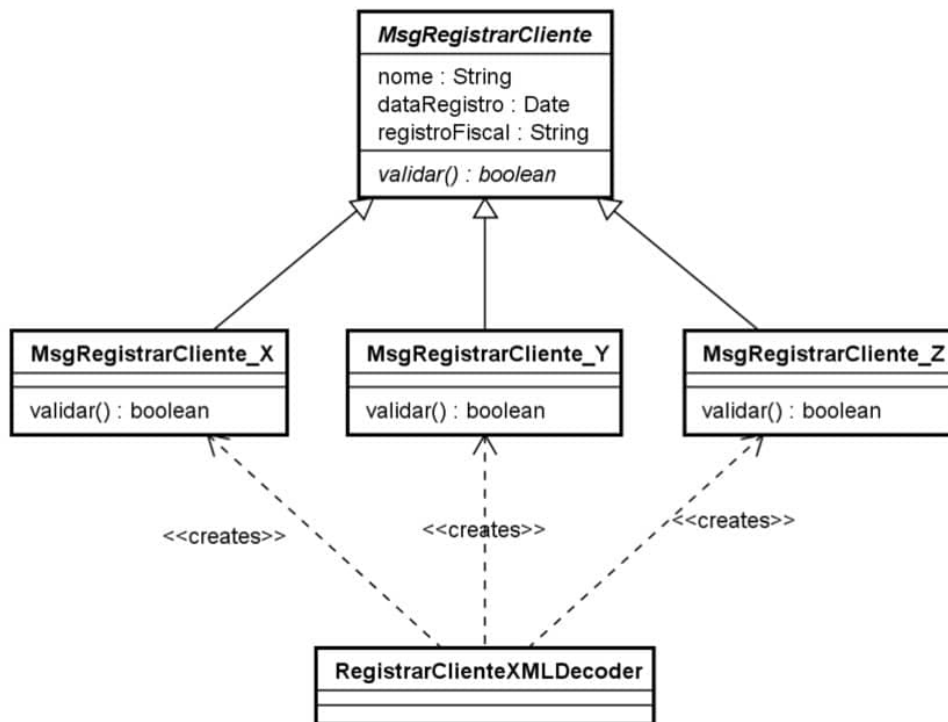 MsgRegistrarCliente
nome : String
dataRegistro : Date
registroFiscal : String
validar() : boolean
MsgRegistrarCliente_X
validar() : boolean
MsgRegistrarCliente_Y
validar() : boolean
MsgRegistrarCliente_Z
validar() : boolean
<<creates>>
<<creates>>
<<creates>>
RegistrarClienteXMLDecoder